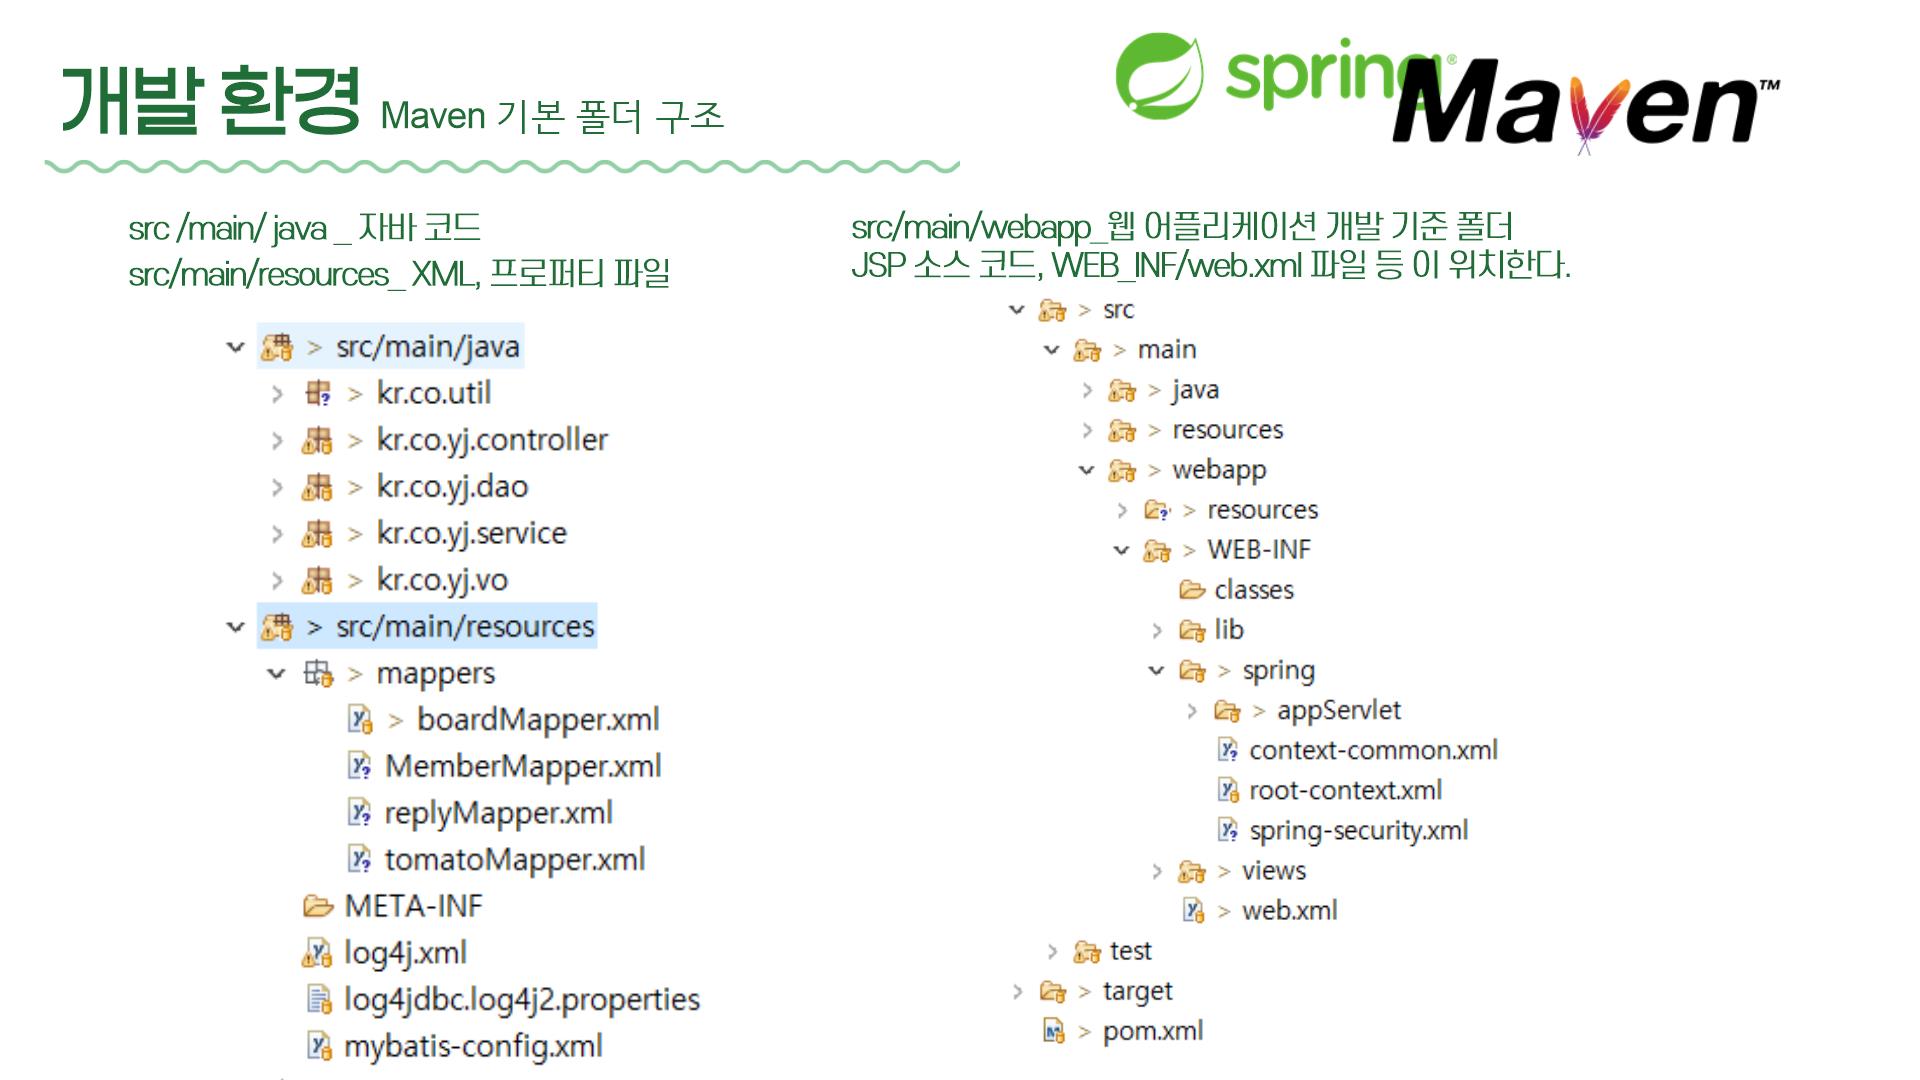 개발 환경 Maven 기본 폴더 구조
spring® Maven™
src /main/ java _ 자바 코드
src/main/resources_ XML, 프로퍼티 파일
> src/main/java
> kr.co.util
> kr.co.yj.controller
> kr.co.yj.dao
> kr.co.yj.service
> kr.co.yj.vo
> src/main/resources
> mappers
> boardMapper.xml
MemberMapper.xml
replyMapper.xml
tomatoMapper.xml
META-INF
log4j.xml
log4jdbc.log4j2.properties
mybatis-config.xml
src/main/webapp_웹 어플리케이션 개발 기준 폴더
JSP 소스 코드, WEB_INF/web.xml 파일 등 이 위치한다.
> src
> main
> java
> resources
> webapp
> resources
> WEB-INF
classes
lib
> spring
> appServlet
context-common.xml
root-context.xml
spring-security.xml
> views
> web.xml
test
> target
> pom.xml